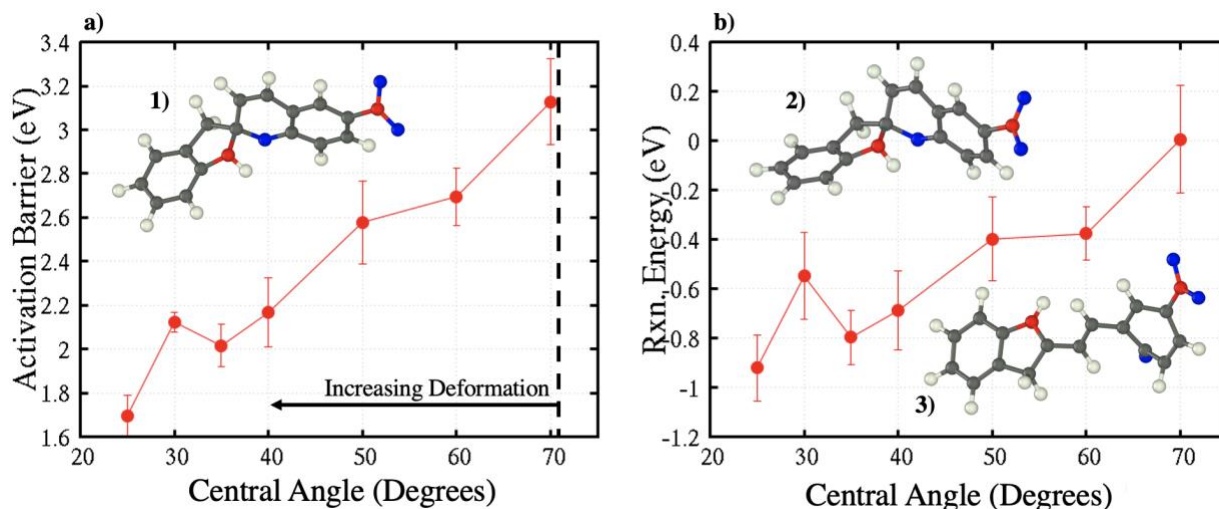 a)
3.4
3.2
3
2.8
2.6
2.4
2.2
2
1.8
1.6
Activation Barrier (eV)
1)
Increasing Deformation
20 30 40 50 60 70
Central Angle (Degrees)
b)
0.4
0.2
0
-0.2
-0.4
-0.6
-0.8
-1
-1.2
Rxn. Energy (eV)
2)
3)
20 30 40 50 60 70
Central Angle (Degrees)